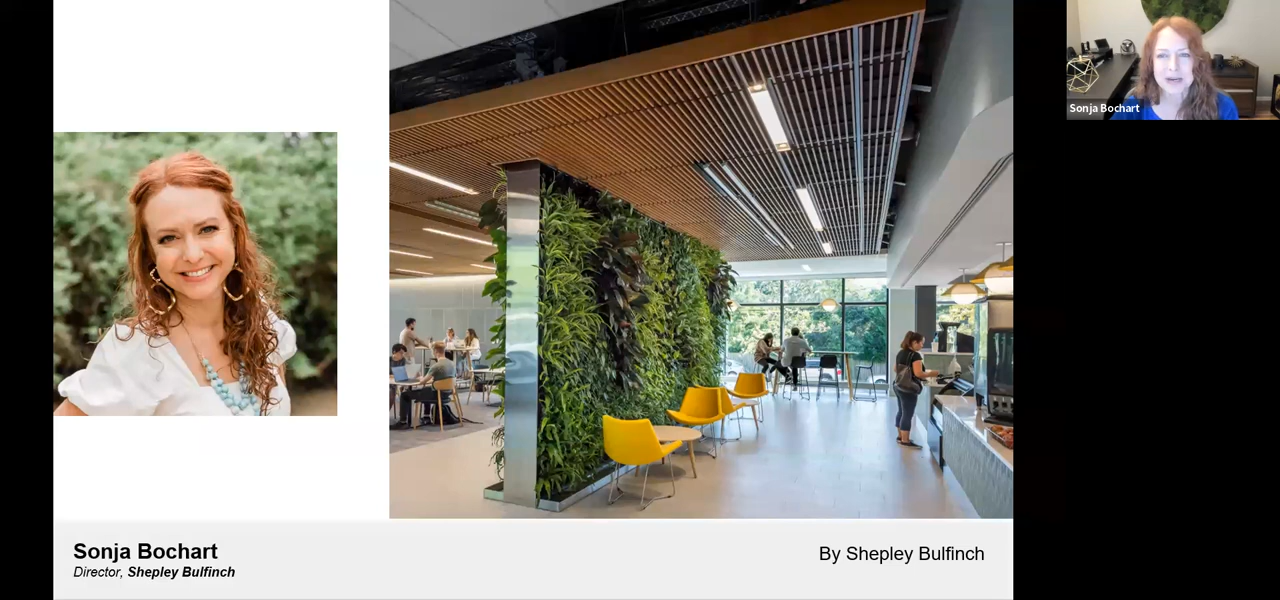 Sonja Bochart
Sonja Bochart
Director, Shepley Bulfinch
By Shepley Bulfinch